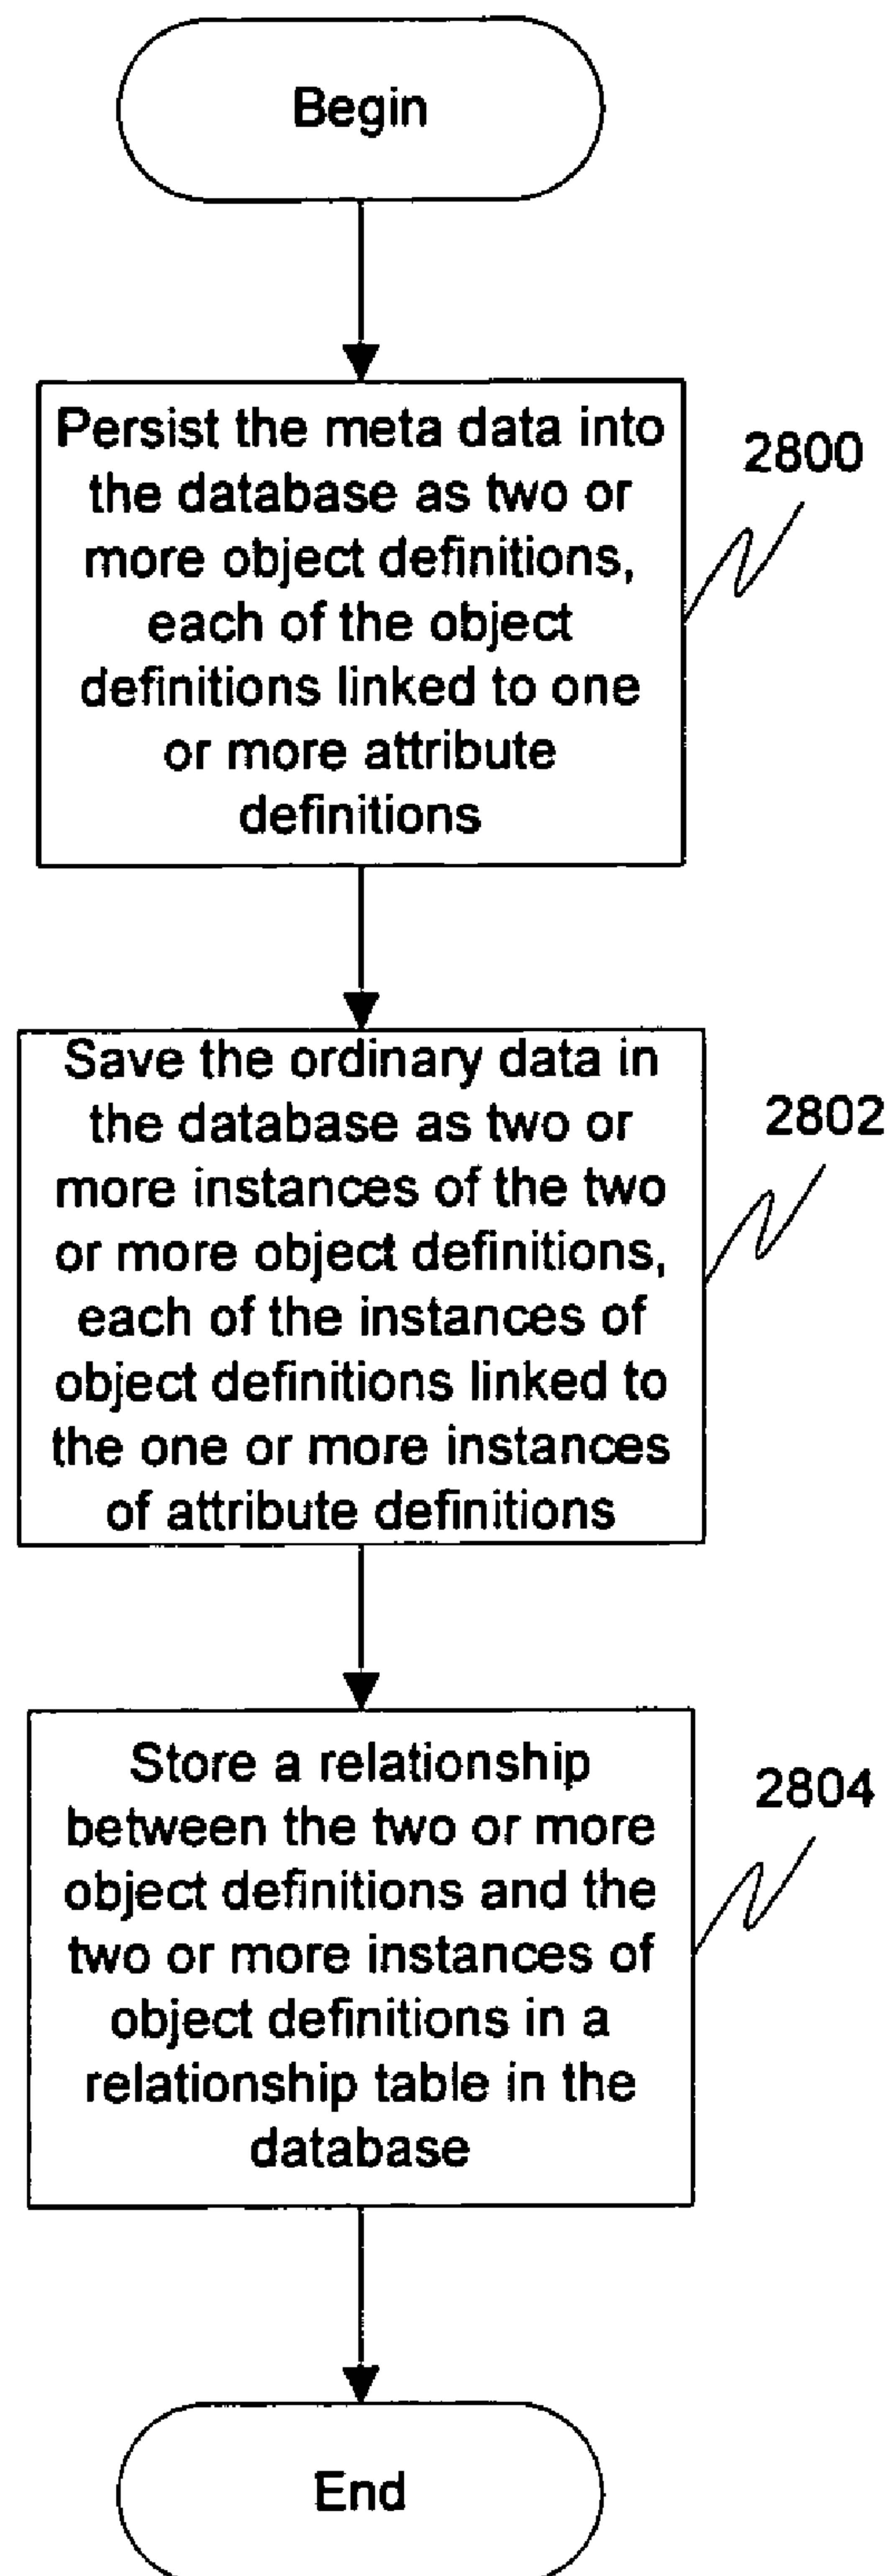 Begin
Persist the meta data into
the database as two or
more object definitions,
each of the object
definitions linked to one
or more attribute
definitions
2800
Save the ordinary data in
the database as two or
more instances of the two
or more object definitions,
each of the instances of
object definitions linked to
the one or more instances
of attribute definitions
2802
Store a relationship
between the two or more
object definitions and the
two or more instances of
object definitions in a
relationship table in the
database
2804
End